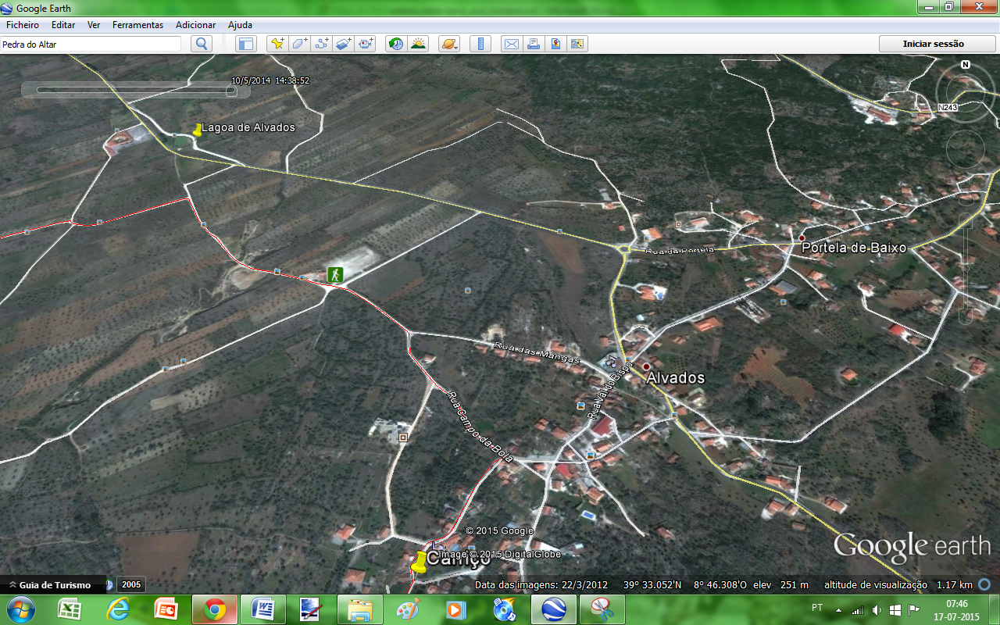 Google Earth
Ficheiro Editar Ver Ferramentas Adicionar Ajuda
Pedra do Altar
Iniciar sessão
10/5/2014 14:38:52
N
N243
Lagoa de Alvados
Rua da Portela
Portela de Baixo
Rua das Mangas
Alvados
Rua Val do Bispo
Rua Campo da Bola
© 2015 Google
Image © 2015 DigitalGlobe
Google earth
Guia de Turismo
2005
Data das imagens: 22/3/2012 39° 33.052'N 8° 46.308'O elev 251 m altitude de visualização 1.17 km
PT
07:46
17-07-2015